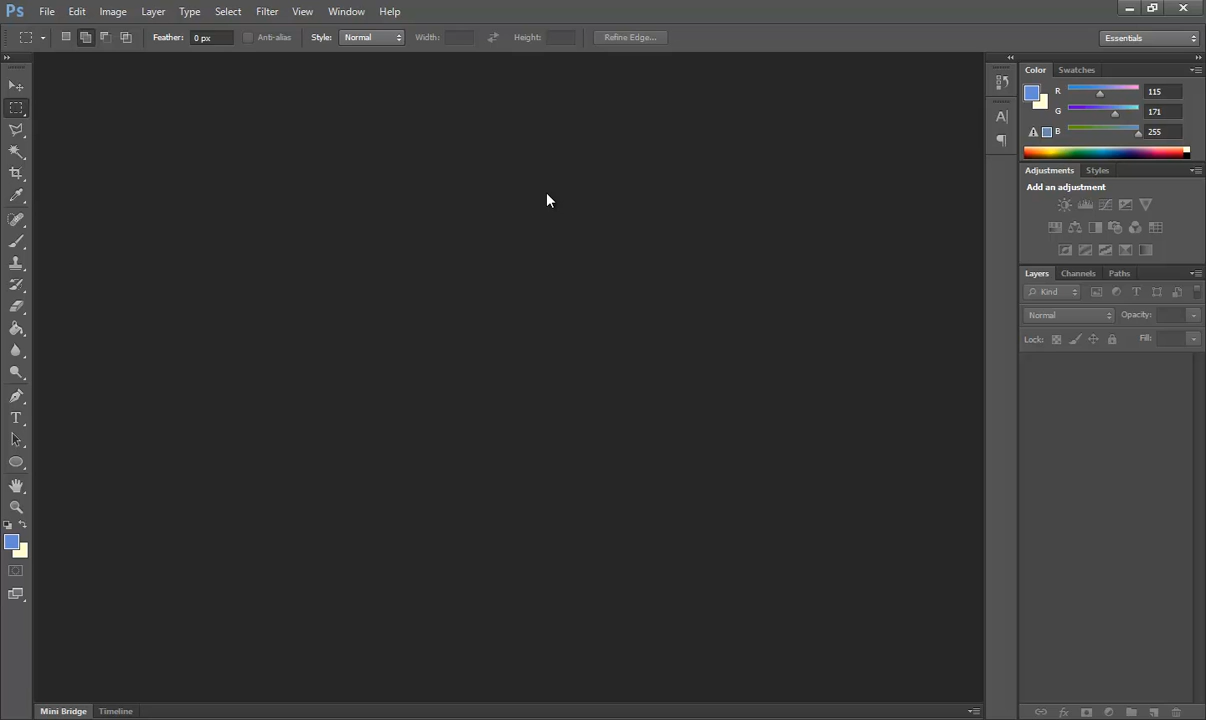 Ps File Edit Image Layer Type Select Filter View Window Help
Feather: 0 px Anti-alias Style: Normal Width: Height: Refine Edge... Essentials
Color Swatches
R 115
G 171
B 255
Adjustments Styles
Add an adjustment
Layers Channels Paths
Kind T
Normal Opacity:
Lock: Fill:
A
T
fx
Mini Bridge Timeline